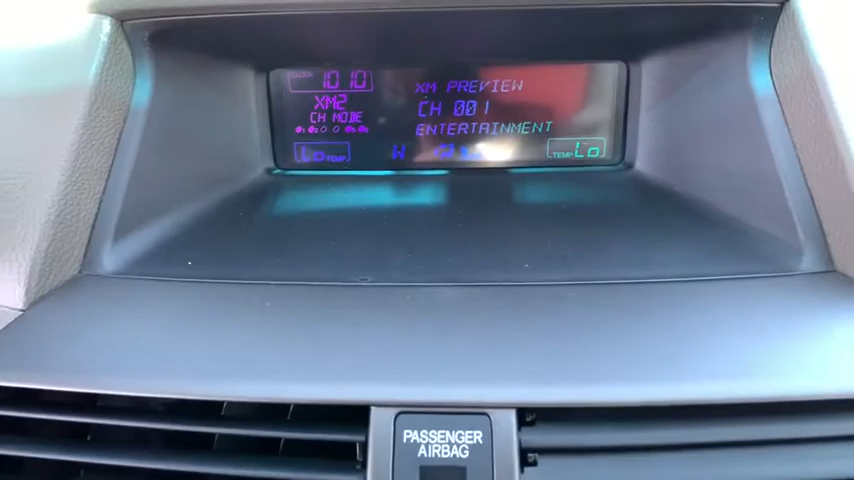 CLOCK 10 10
XM2
CH MODE
XM PREVIEW
CH 001
ENTERTAINMENT
Lo TEMP
W
TEMP Lo
PASSENGER
AIRBAG